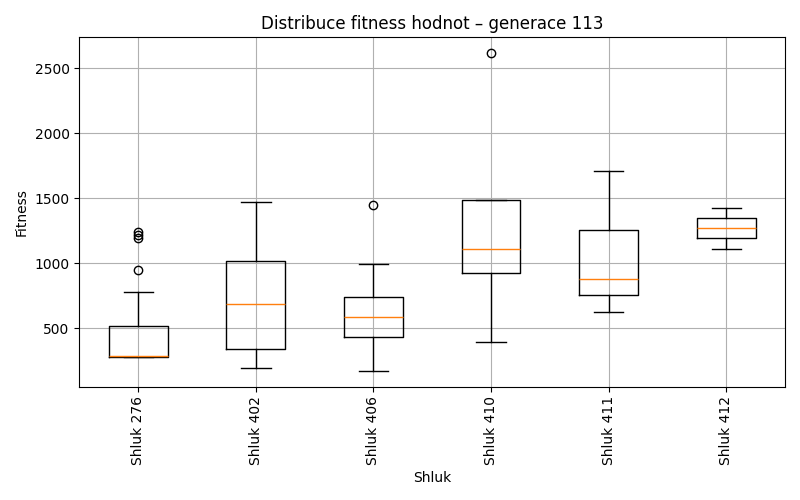 Distribuce fitness hodnot – generace 113
Fitness
2500
2000
1500
1000
500
Shluk 276
Shluk 402
Shluk 406
Shluk 410
Shluk 411
Shluk 412
Shluk